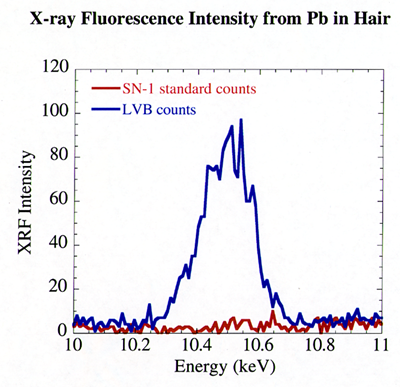 X-ray Fluorescence Intensity from Pb in Hair
120
SN-1 standard counts
LVB counts
100
80
60
40
20
0
XRF Intensity
10 10.2 10.4 10.6 10.8 11
Energy (keV)